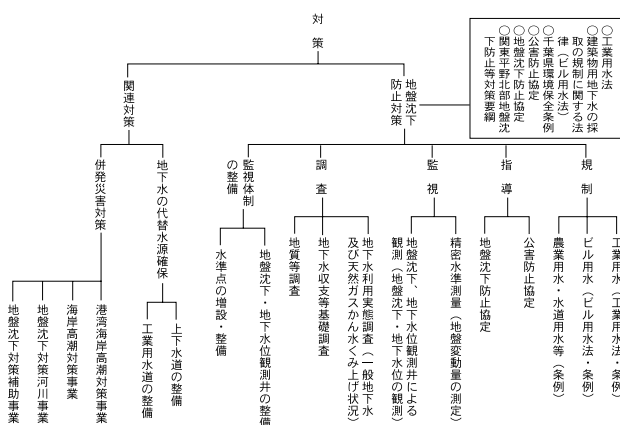 対策
○工業用水法
○建築物用地下水の採
取の規制に関する法
律（ビル用水法）
○千葉県環境保全条例
○公害防止協定
○地盤沈下防止協定
○関東平野北部地盤沈
下防止等対策要綱
地盤沈下
防止対策
関連対策
規制
指導
監視
調査
監視体制
の整備
地下水の代替水源確保
併発災害対策
工業用水（工業用水法・条例）
ビル用水（ビル用水法・条例）
農業用水・水道用水等（条例）
公害防止協定
地盤沈下防止協定
精密水準測量（地盤変動量の測定）
地盤沈下、地下水位観測井による
観測（地盤沈下・地下水位の観測）
地下水利用実態調査（一般地下水
及び天然ガスかん水くみ上げ状況）
地下水収支等基礎調査
地質等調査
地盤沈下・地下水位観測井の整備
水準点の増設・整備
上下水道の整備
工業用水道の整備
港湾海岸高潮対策事業
海岸高潮対策事業
地盤沈下対策河川事業
地盤沈下対策補助事業